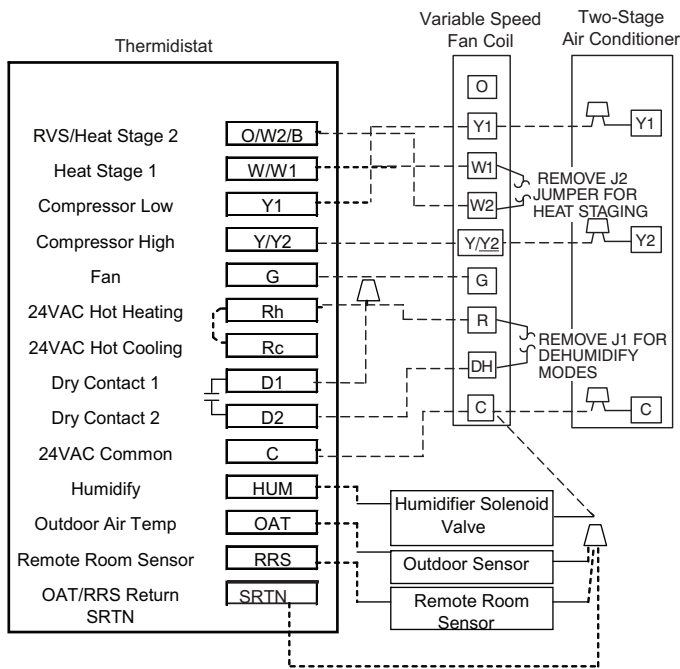 Variable Speed
Fan Coil
Two-Stage
Air Conditioner
Thermidistat
O
RVS/Heat Stage 2 O/W2/B Y1 Y1
Heat Stage 1 W/W1 W1
REMOVE J2
JUMPER FOR
HEAT STAGING
Compressor Low Y1 W2
Compressor High Y/Y2 Y/Y2 Y2
Fan G G
24VAC Hot Heating Rh R
REMOVE J1 FOR
DEHUMIDIFY
MODES
24VAC Hot Cooling Rc
Dry Contact 1 D1 DH
Dry Contact 2 D2 C C
24VAC Common C
Humidify HUM
Humidifier Solenoid
Valve
Outdoor Air Temp OAT
Outdoor Sensor
Remote Room Sensor RRS
Remote Room
Sensor
OAT/RRS Return
SRTN
SRTN